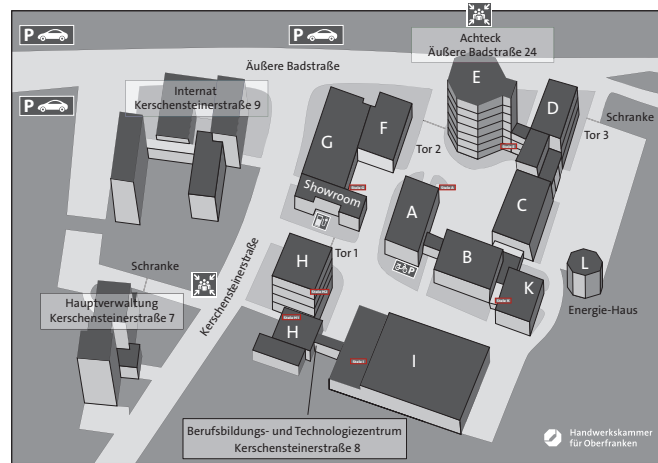 P
P
P
Achteck
Äußere Badstraße 24
Äußere Badstraße
E
Internat
Kerschensteinerstraße 9
D
Schranke
F
G
Tor 2
Tor 3
Showroom
A
C
Tor 1
P
B
H
L
K
Schranke
Kerschensteinerstraße
Hauptverwaltung
Kerschensteinerstraße 7
Energie-Haus
H
I
Berufsbildungs- und Technologiezentrum
Kerschensteinerstraße 8
Handwerkskammer
für Oberfranken